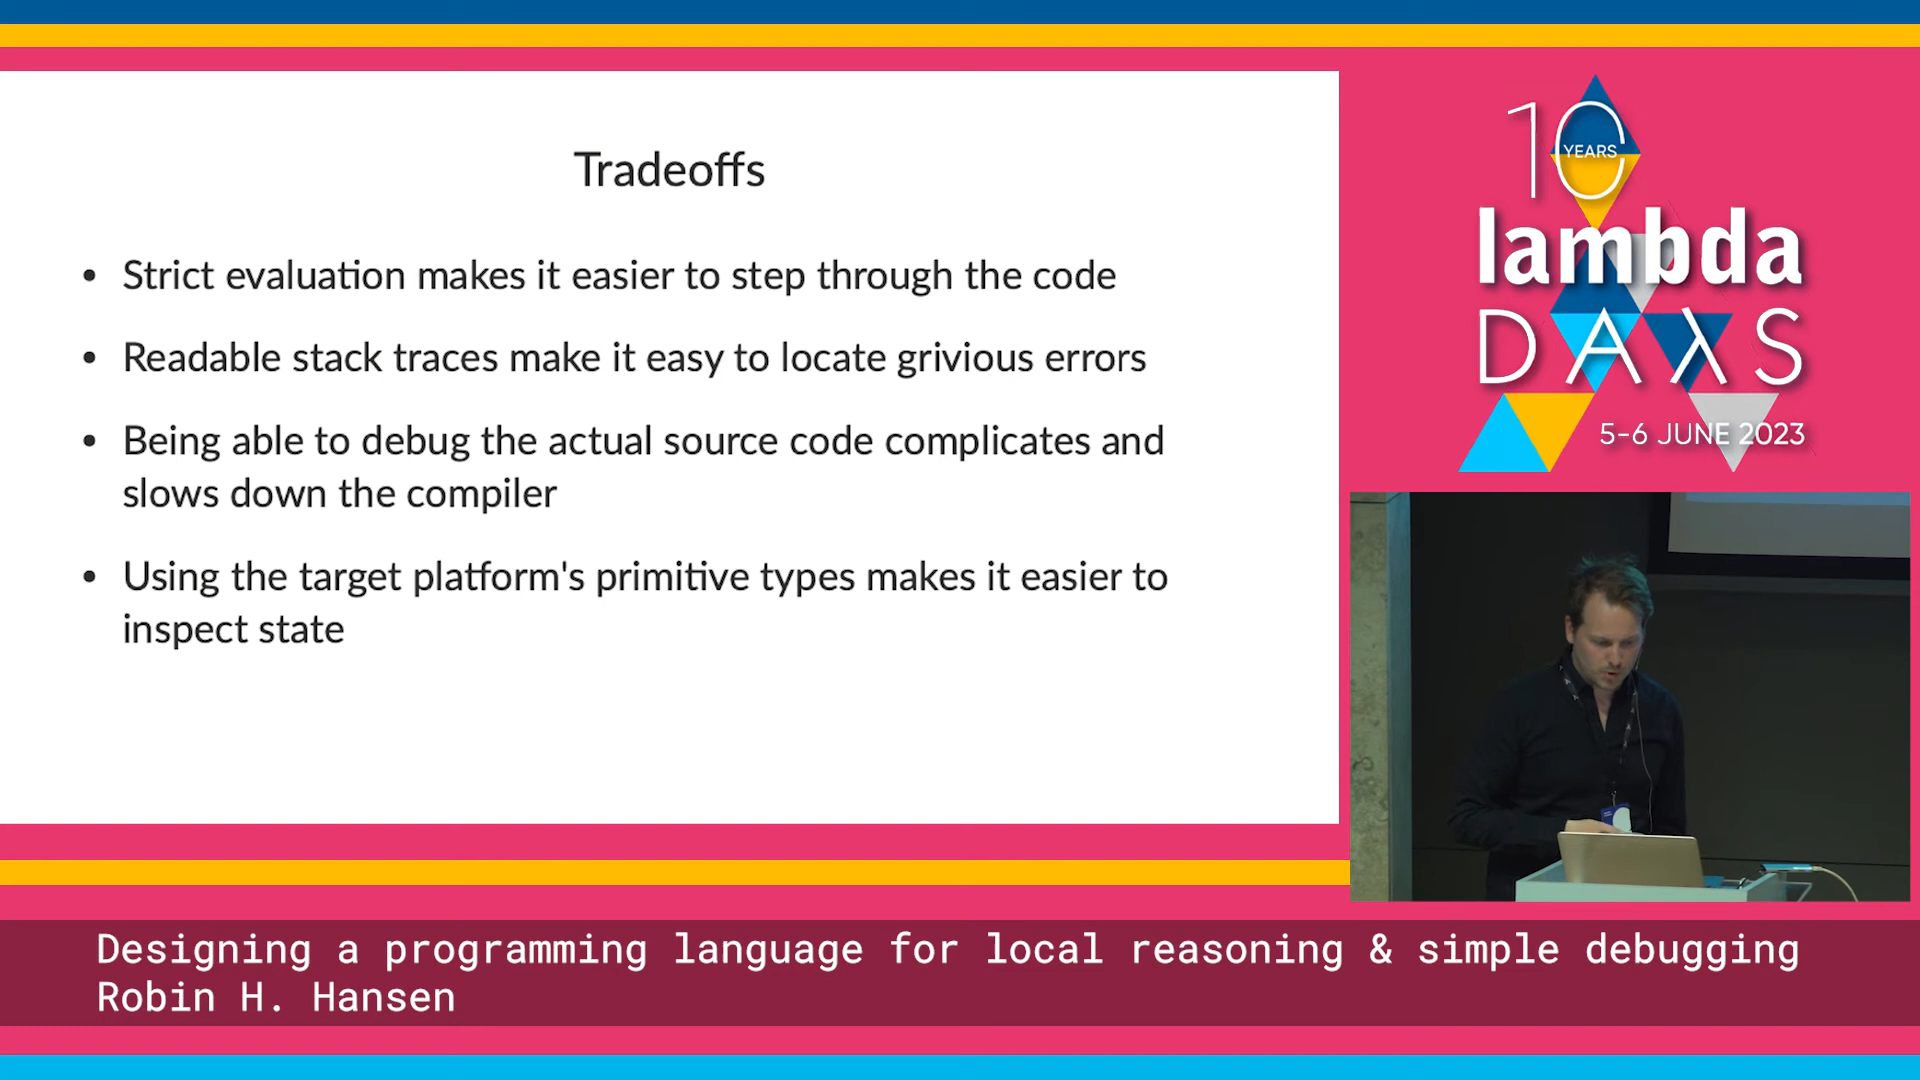 Tradeoffs
• Strict evaluation makes it easier to step through the code
• Readable stack traces make it easy to locate grivious errors
• Being able to debug the actual source code complicates and
slows down the compiler
• Using the target platform's primitive types makes it easier to
inspect state
10
YEARS
lambda
DAλS
5-6 JUNE 2023
Designing a programming language for local reasoning & simple debugging
Robin H. Hansen